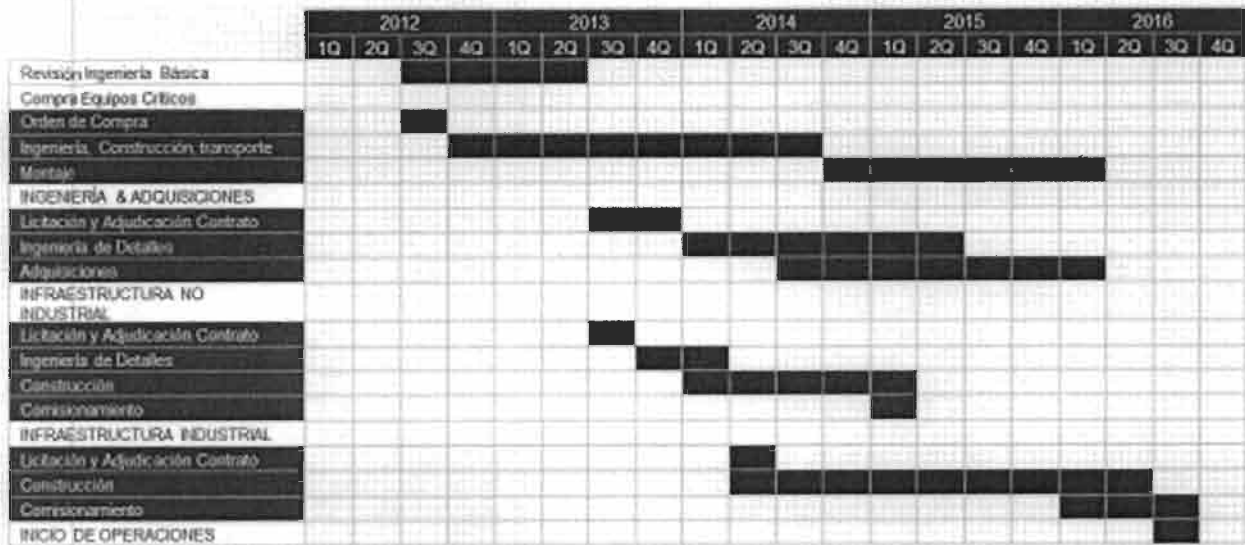 2012 2013 2014 2015 2016
1Q 2Q 3Q 4Q 1Q 2Q 3Q 4Q 1Q 2Q 3Q 4Q 1Q 2Q 3Q 4Q 1Q 2Q 3Q 4Q
Revisión Ingeniería Básica
Compra Equipos Críticos
Orden de Compra
Ingeniería, Construcción, transporte
Montaje
INGENIERÍA & ADQUISICIONES
Licitación y Adjudicación Contrato
Ingeniería de Detalles
Adquisiciones
INFRAESTRUCTURA NO
INDUSTRIAL
Licitación y Adjudicación Contrato
Ingeniería de Detalles
Construcción
Comisionamiento
INFRAESTRUCTURA INDUSTRIAL
Licitación y Adjudicación Contrato
Construcción
Comisionamiento
INICIO DE OPERACIONES